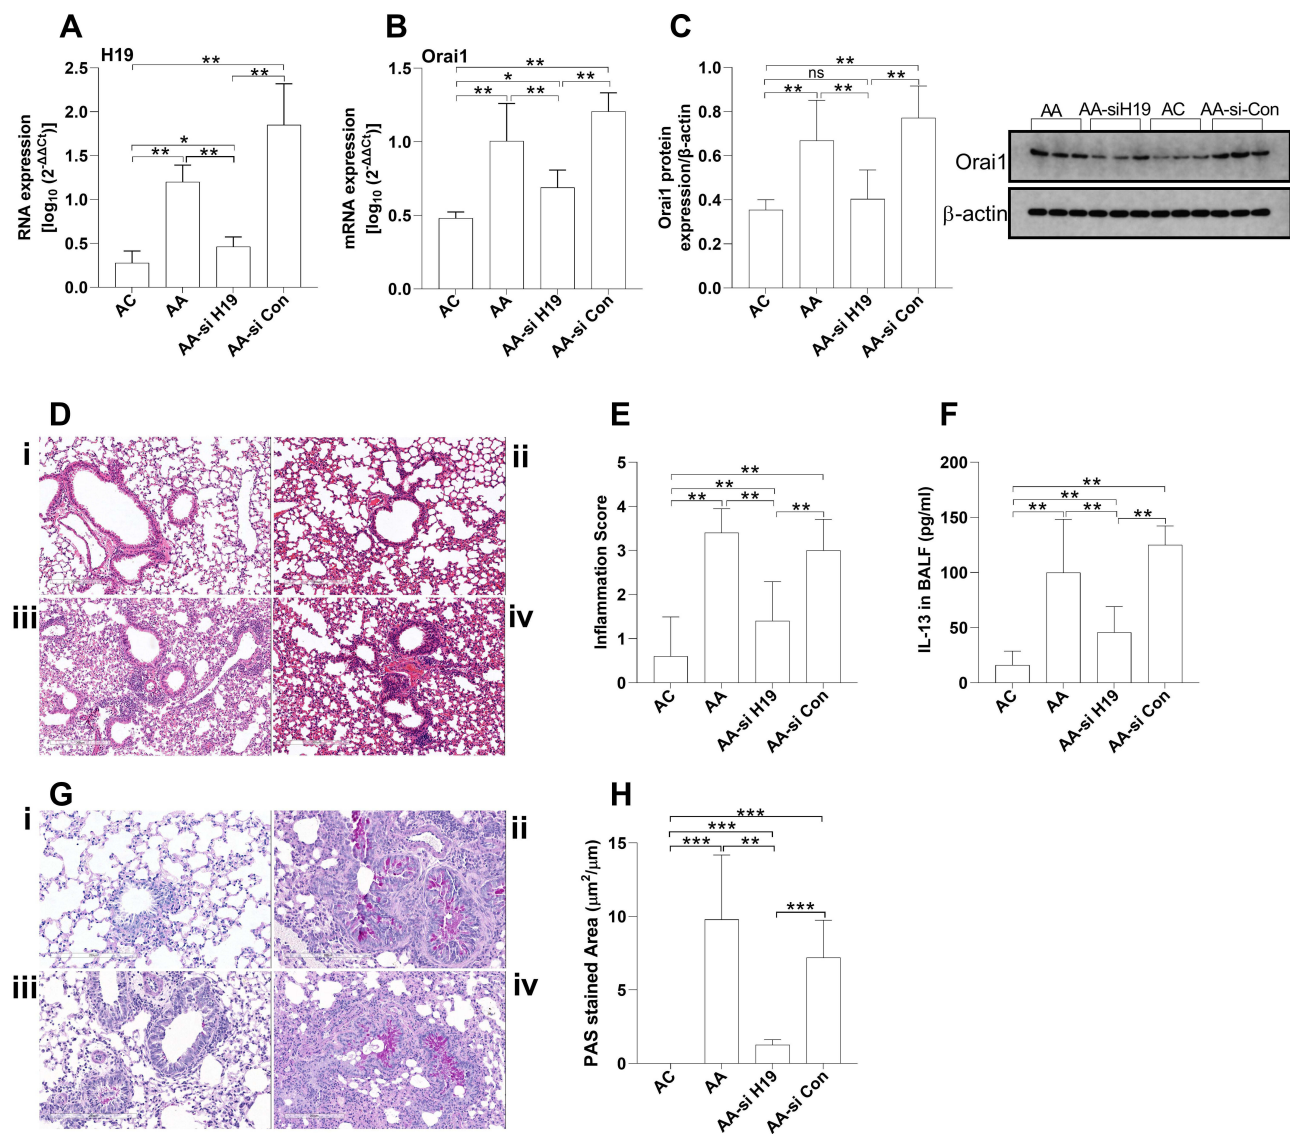 A
H19
RNA expression
[log10 (2-ΔΔCt)]
2.5
2.0
1.5
1.0
0.5
0.0
**
**
*
**
**
AC
AA
AA-si H19
AA-si Con
B
Orai1
mRNA expression
[log10 (2-ΔΔCt)]
1.5
1.0
0.5
0.0
**
*
**
**
**
AC
AA
AA-si H19
AA-si Con
C
Orai1 protein
expression/β-actin
1.0
0.8
0.6
0.4
0.2
0.0
**
ns
**
**
**
AC
AA
AA-si H19
AA-si Con
AA
AA-siH19
AC
AA-si-Con
Orai1
β-actin
D
i
ii
iii
iv
E
Inflammation Score
5
4
3
2
1
0
**
**
**
**
**
AC
AA
AA-si H19
AA-si Con
F
IL-13 in BALF (pg/ml)
200
150
100
50
0
**
**
**
**
**
AC
AA
AA-si H19
AA-si Con
G
i
ii
iii
iv
H
PAS stained Area (μm2/μm)
15
10
5
0
***
***
***
**
***
AC
AA
AA-si H19
AA-si Con